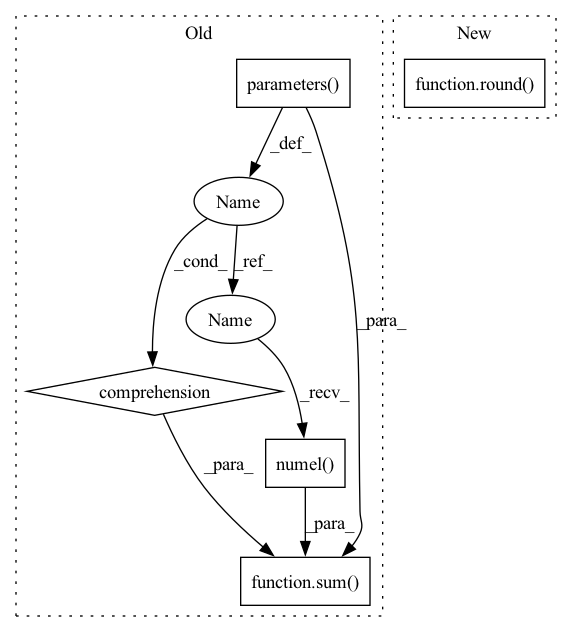 Old
New
parameters()
function.round()
_def_
Name
_cond_
_ref_
Name
_para_
comprehension
_recv_
_para_
numel()
_para_
function.sum()